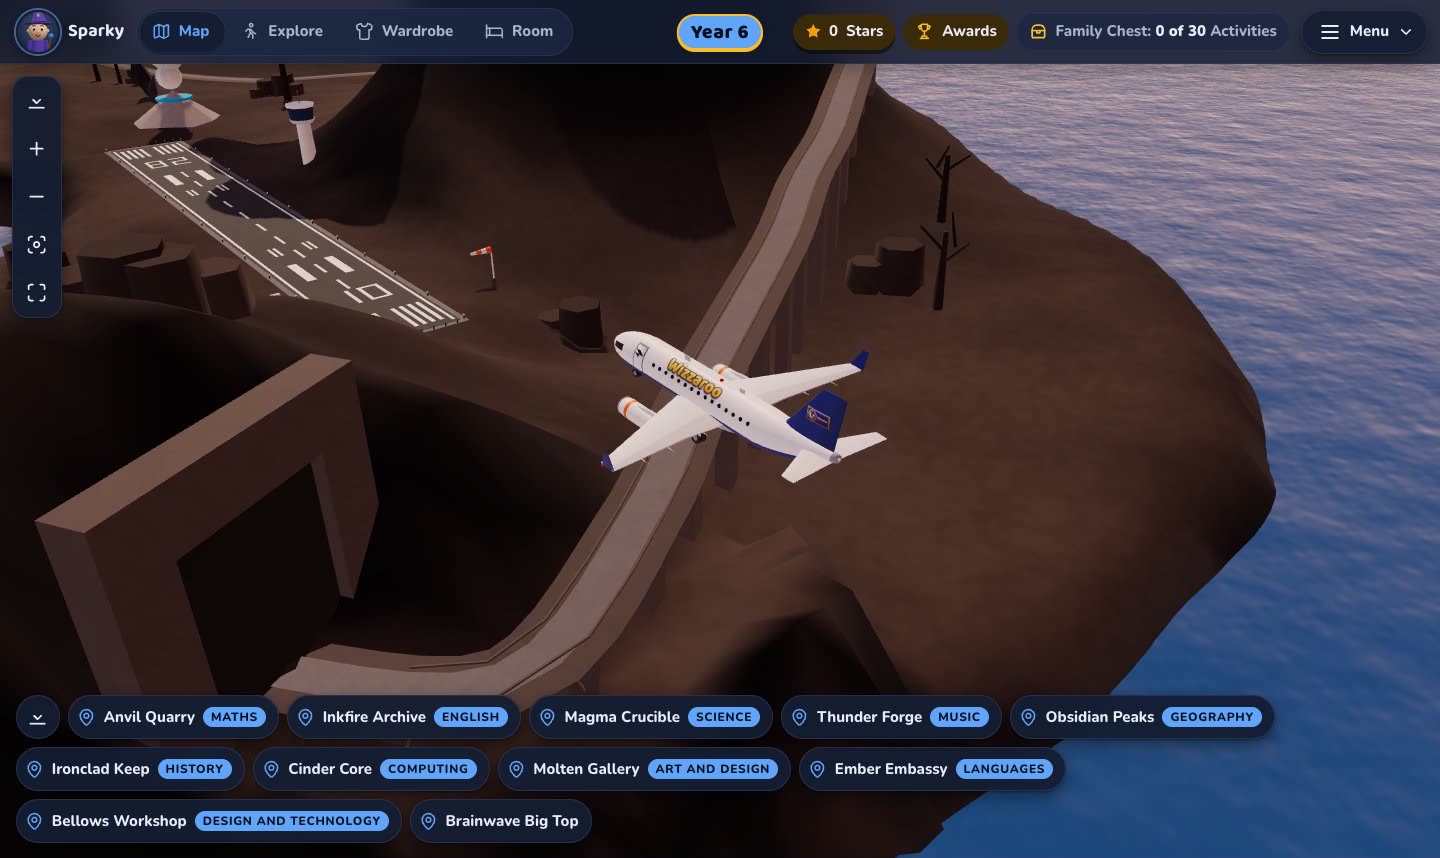 Sparky
Map
Explore
Wardrobe
Room
Year 6
0 Stars
Awards
Family Chest: 0 of 30 Activities
Menu
Wizzaroo
Anvil Quarry MATHS
Inkfire Archive ENGLISH
Magma Crucible SCIENCE
Thunder Forge MUSIC
Obsidian Peaks GEOGRAPHY
Ironclad Keep HISTORY
Cinder Core COMPUTING
Molten Gallery ART AND DESIGN
Ember Embassy LANGUAGES
Bellows Workshop DESIGN AND TECHNOLOGY
Brainwave Big Top